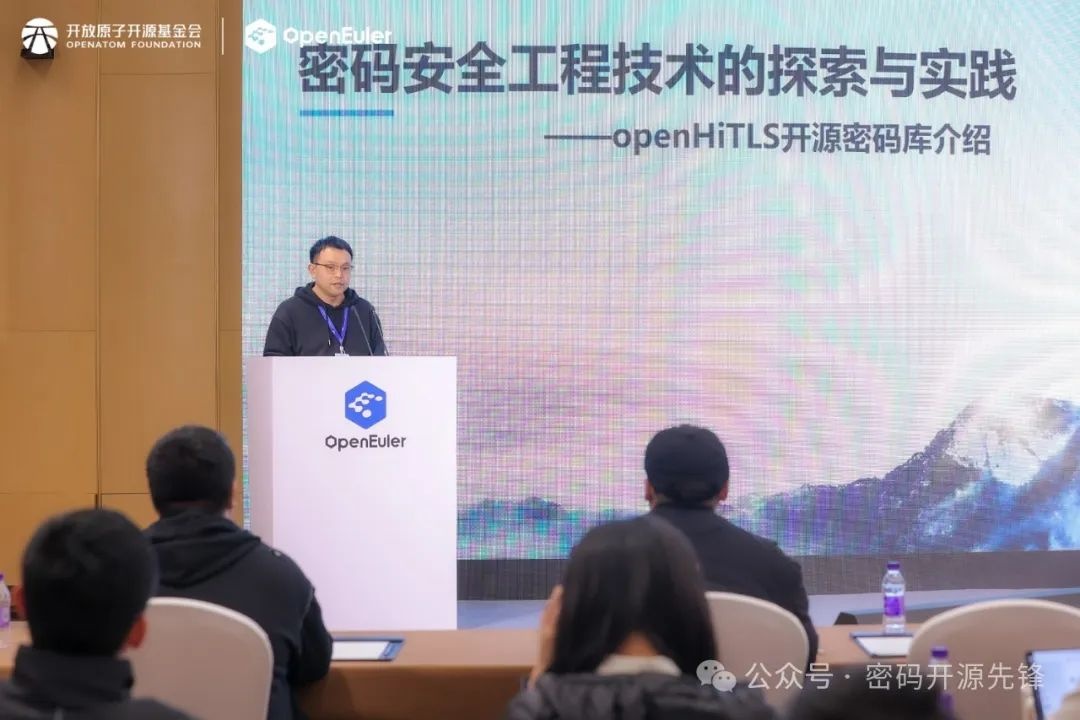 开放原子开源基金会
OPENATOM FOUNDATION
OpenEuler
密码安全工程技术的探索与实践
——openHiTLS开源密码库介绍
OpenEuler
公众号 · 密码开源先锋